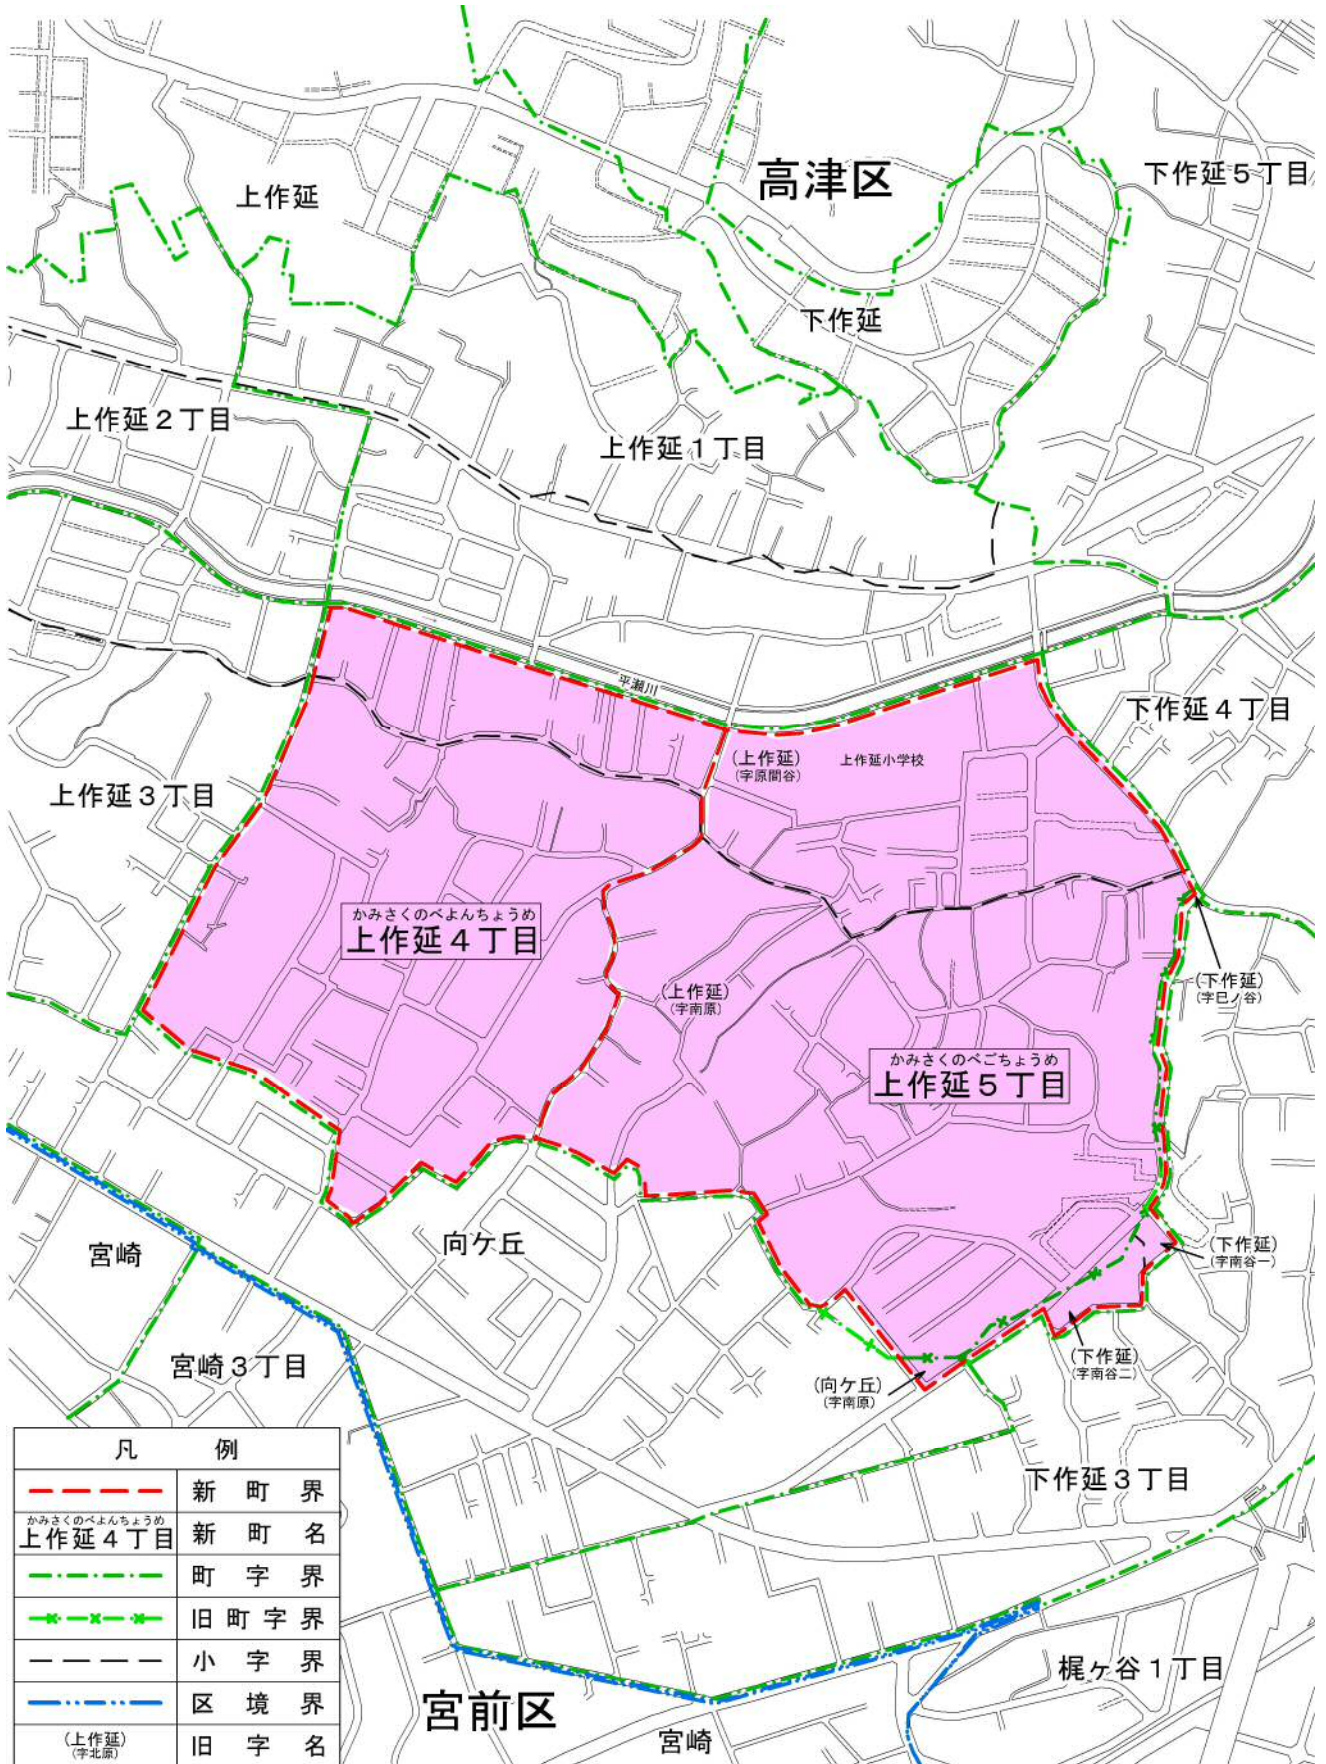 高津区
下作延5丁目
上作延
下作延
上作延2丁目
上作延1丁目
平瀬川
下作延4丁目
(上作延)
(字原間谷)
上作延小学校
上作延3丁目
かみさくのべよんちょうめ
上作延4丁目
(上作延)
(字南原)
(下作延)
(字巳ノ谷)
かみさくのべごちょうめ
上作延5丁目
向ケ丘
宮崎
(下作延)
(字南谷一)
宮崎3丁目
(下作延)
(字南谷二)
(向ケ丘)
(字南原)
下作延3丁目
凡例
新町界
かみさくのべよんちょうめ
上作延4丁目
新町名
町字界
旧町字界
小字界
区境界
(上作延)
(字北原)
旧字名
梶ヶ谷1丁目
宮前区
宮崎